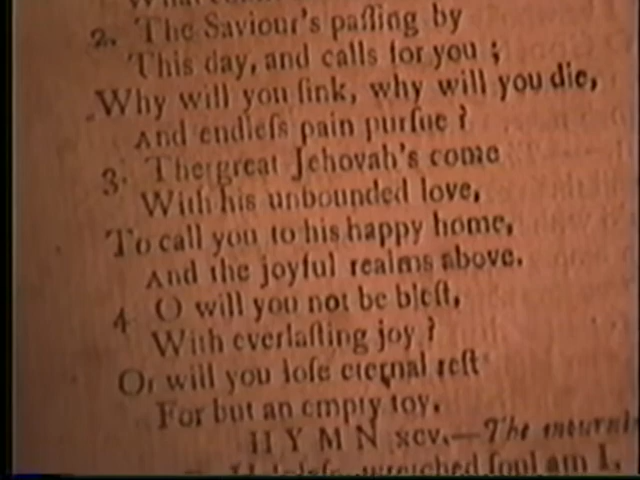 2. The Saviour's paſſing by
This day, and calls for you ;
Why will you ſink, why will you die,
And endleſs pain purſue ?
3. The great Jehovah's come
With his unbounded love,
To call you to his happy home,
And the joyful realms above.
4 O will you not be bleſt,
With everlaſting joy ?
Or will you loſe eternal reſt
For but an empty toy.
HYMN xcv.—The
wretched ſoul am I,